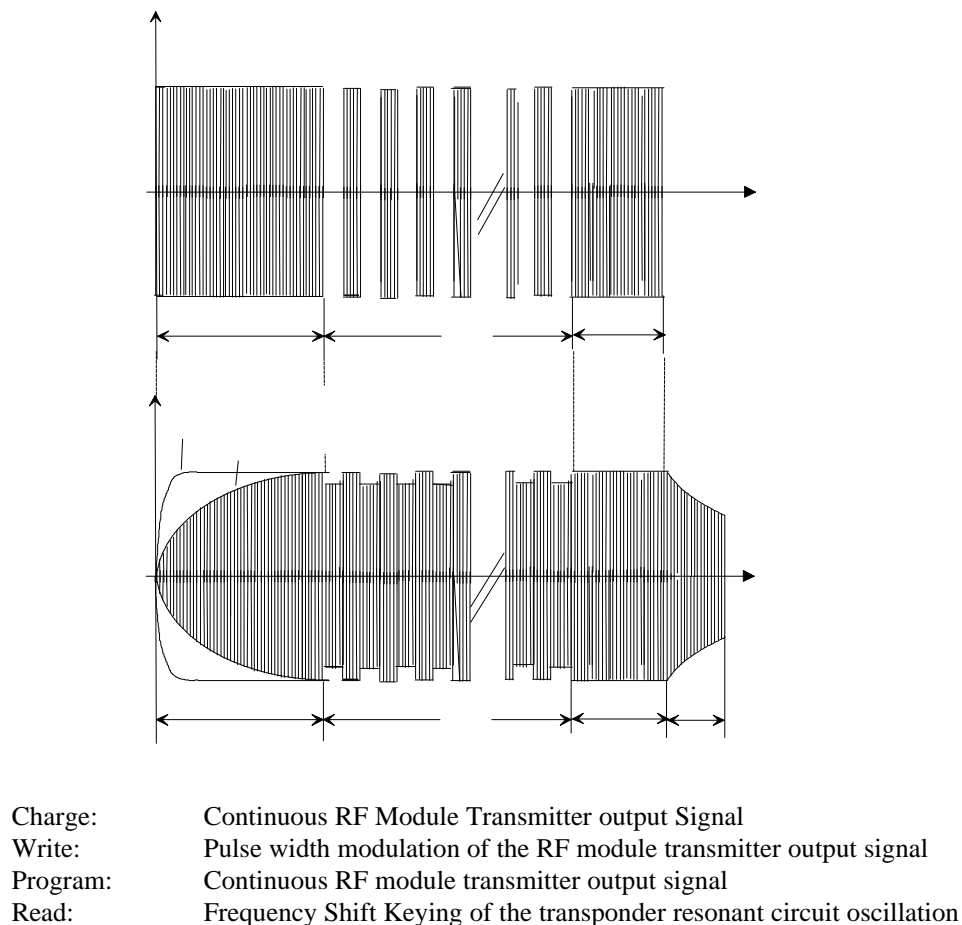 Charge: Continuous RF Module Transmitter output Signal
Write: Pulse width modulation of the RF module transmitter output signal
Program: Continuous RF module transmitter output signal
Read: Frequency Shift Keying of the transponder resonant circuit oscillation